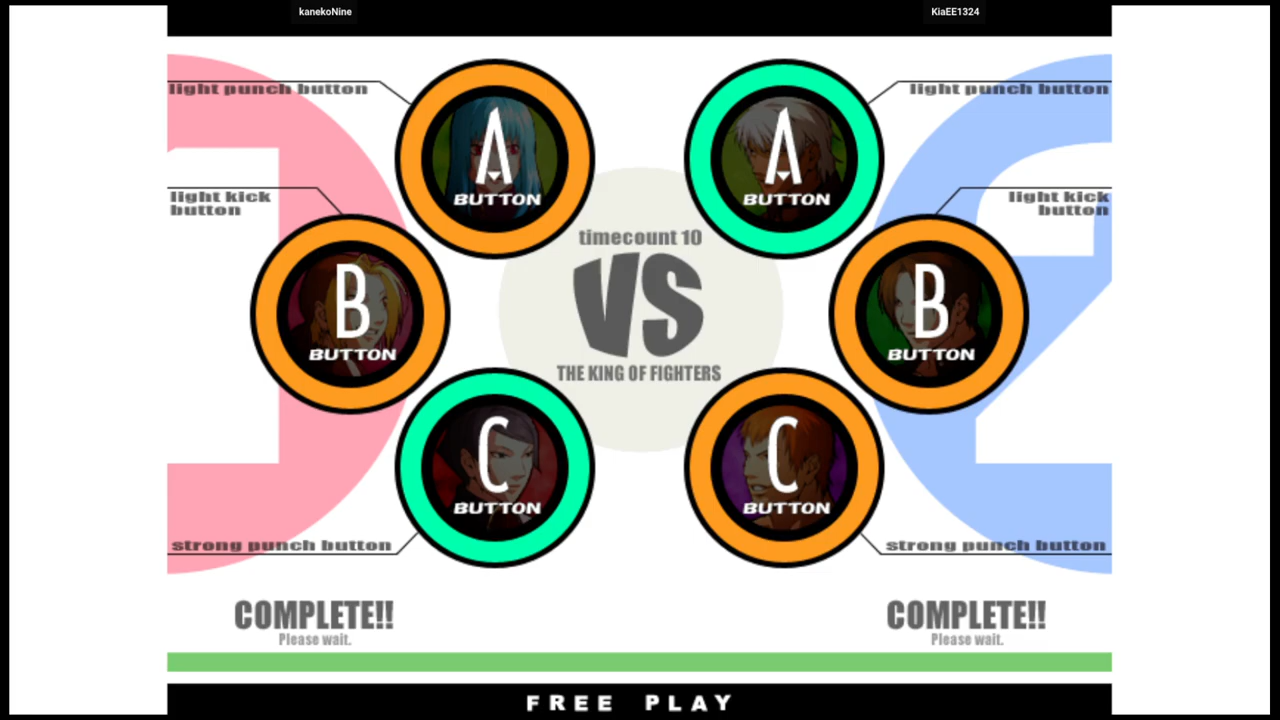 kanekoNine
KiaEE1324
light punch button
light punch button
A
BUTTON
A
BUTTON
light kick
button
light kick
button
timecount 10
VS
THE KING OF FIGHTERS
B
BUTTON
B
BUTTON
C
BUTTON
C
BUTTON
strong punch button
strong punch button
COMPLETE!!
Please wait.
COMPLETE!!
Please wait.
FREE PLAY